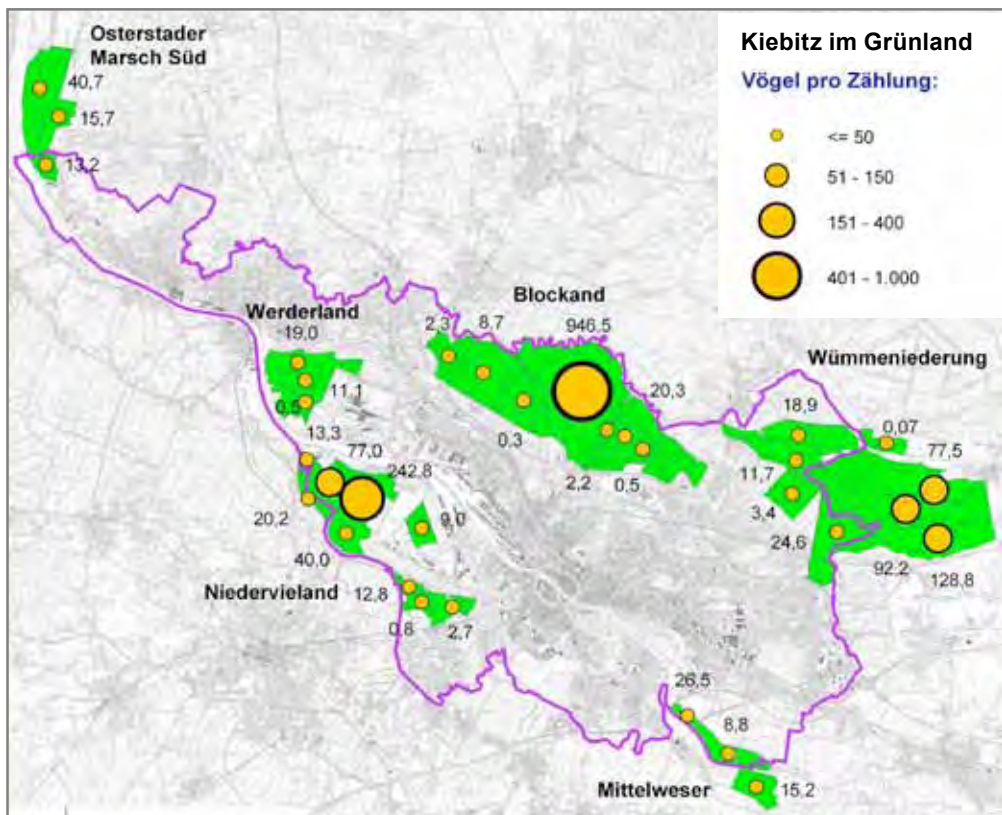 Osterstader
Marsch Süd
40,7
15,7
13,2
Kiebitz im Grünland
Vögel pro Zählung:
<= 50
51 - 150
151 - 400
401 - 1.000
Blockand
2,3
8,7
946,5
20,3
0,3
2,2
0,5
Werderland
19,0
11,1
0,5
13,3
77,0
242,8
9,0
20,2
40,0
Niedervieland
12,8
0,8
2,7
Wümmeniederung
18,9
0,07
77,5
11,7
3,4
24,6
92,2
128,8
26,5
8,8
Mittelweser
15,2